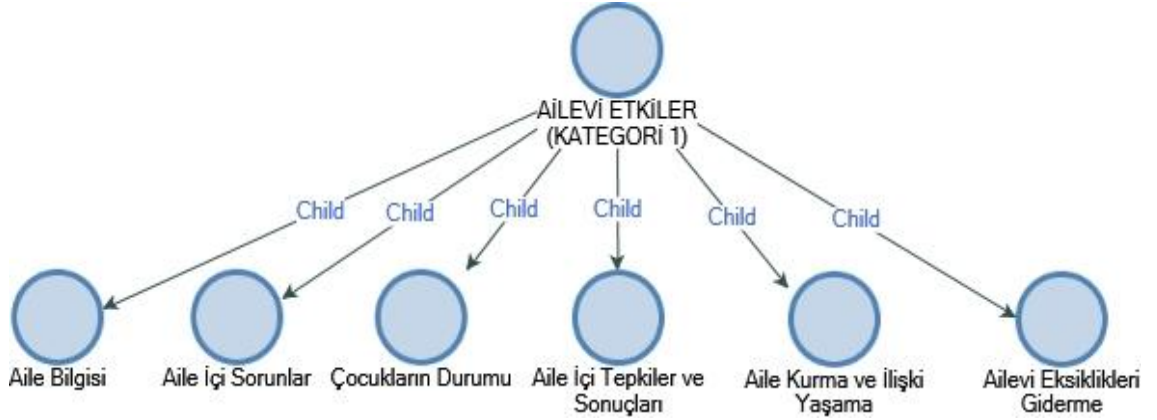 AİLEVİ ETKİLER
(KATEGORİ 1)
Child
Child
Child
Child
Child
Child
Aile Bilgisi
Aile İçi Sorunlar
Çocukların Durumu
Aile İçi Tepkiler ve
Sonuçları
Aile Kurma ve İlişki
Yaşama
Ailevi Eksiklikleri
Giderme